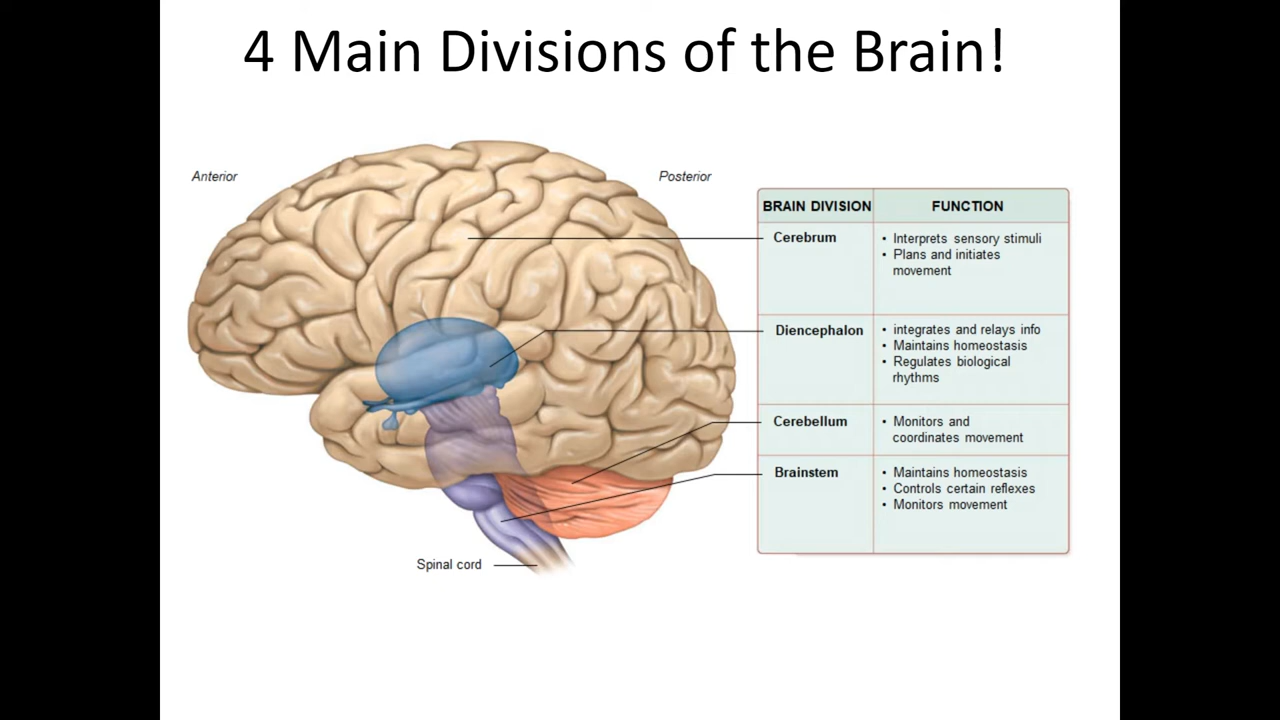 4 Main Divisions of the Brain!
Anterior
Posterior
BRAIN DIVISION
FUNCTION
Cerebrum
• Interprets sensory stimuli
• Plans and initiates
movement
Diencephalon
• integrates and relays info
• Maintains homeostasis
• Regulates biological
rhythms
Cerebellum
• Monitors and
coordinates movement
Brainstem
• Maintains homeostasis
• Controls certain reflexes
• Monitors movement
Spinal cord